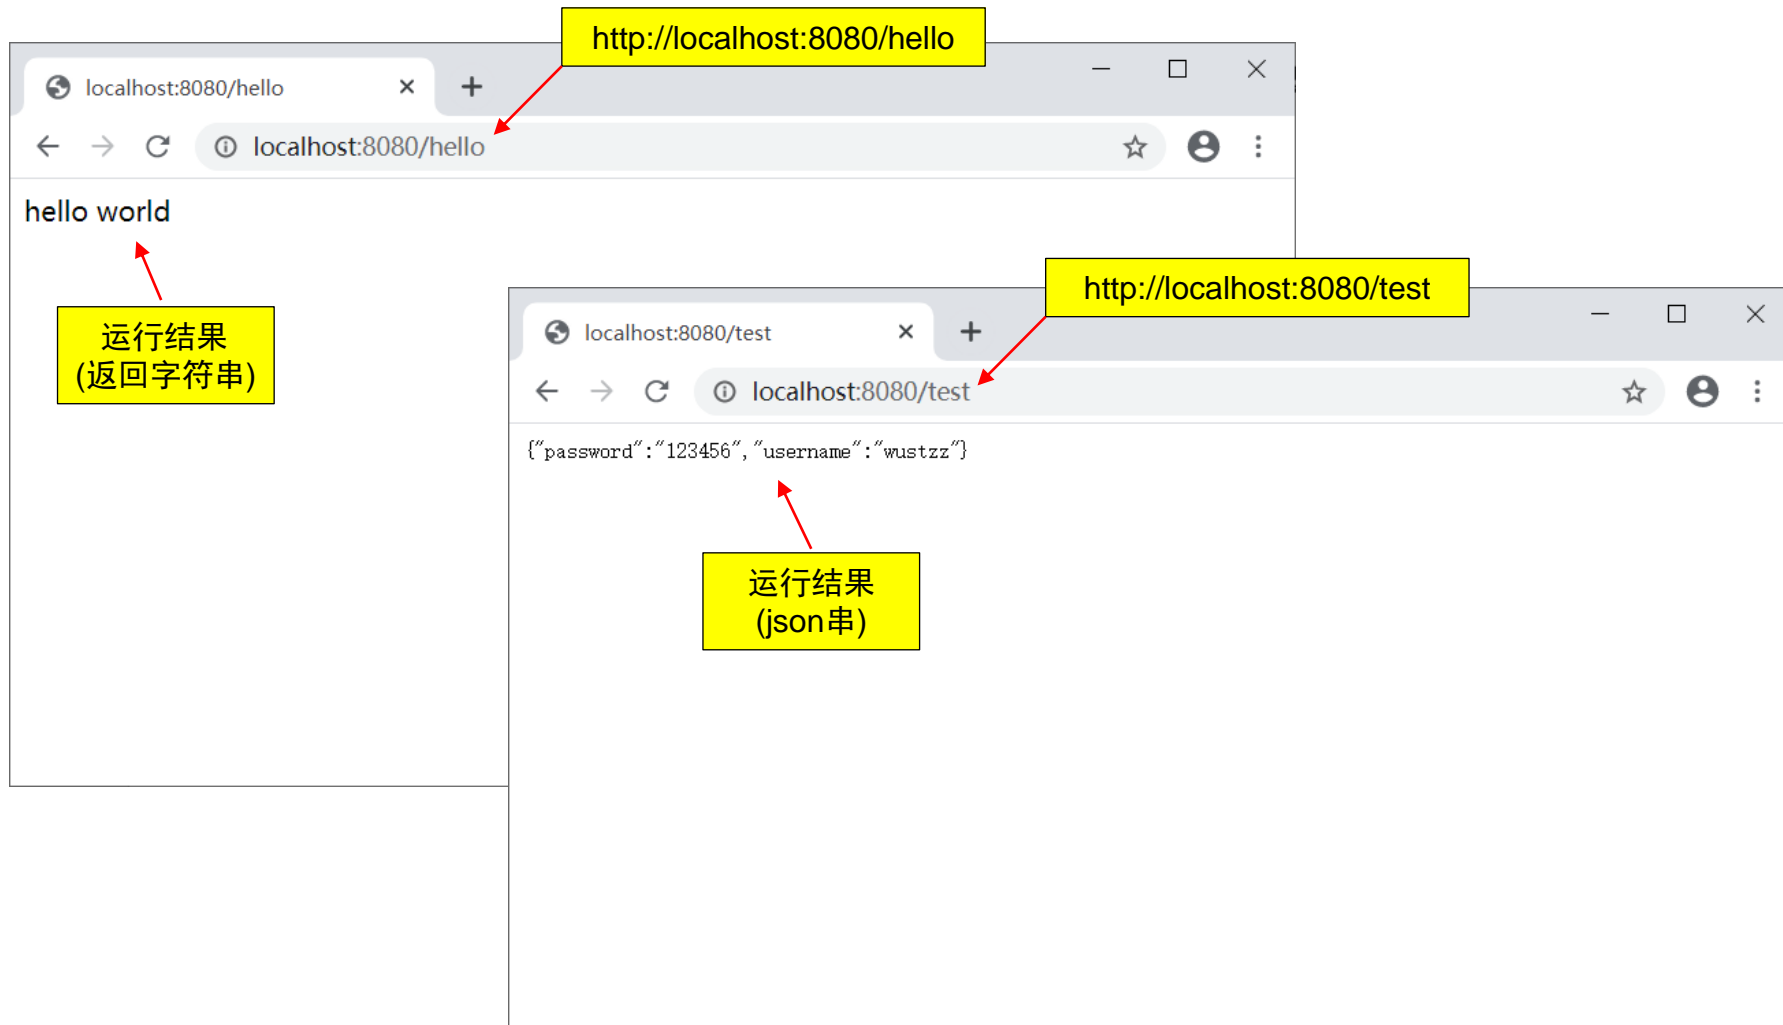 http://localhost:8080/hello
localhost:8080/hello
localhost:8080/hello
hello world
运行结果
(返回字符串)
http://localhost:8080/test
localhost:8080/test
localhost:8080/test
{"password":"123456","username":"wustzz"}
运行结果
(json串)